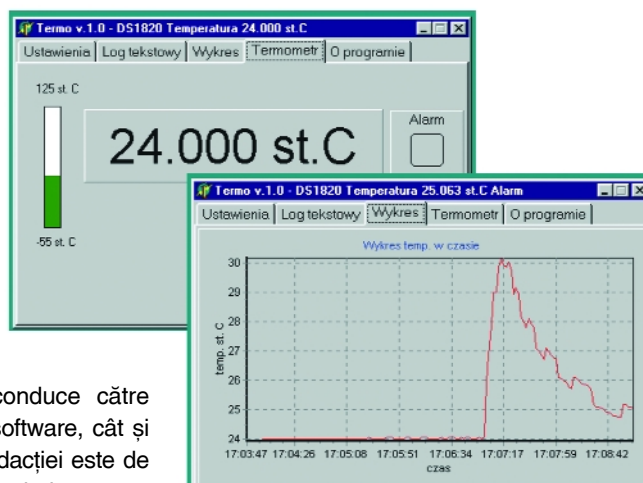 Termo v.1.0 - DS1820 Temperatura 24.000 st.C
Ustawienia Log tekstowy Wykres Termometr O programie
125 st. C
24.000 st.C
Alarm
-55 st. C
Termo v.1.0 - DS1820 Temperatura 25.063 st.C Alarm
Ustawienia Log tekstowy Wykres Termometr O programie
Wykres temp. w czasie
temp. st. C
30
29
28
27
26
25
24
17:03:47 17:04:26 17:05:08 17:05:51 17:06:34 17:07:17 17:07:59 17:08:42
czas
conduce către
software, cât și
dacției este de